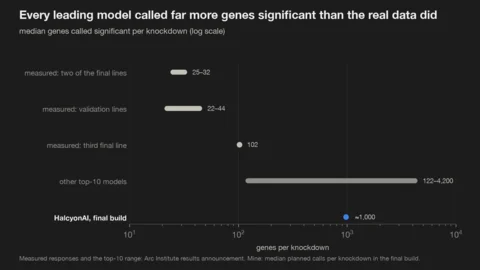 Every leading model called far more genes significant than the real data did
median genes called significant per knockdown (log scale)
measured: two of the final lines
25–32
measured: validation lines
22–44
measured: third final line
102
other top-10 models
122–4,200
HalcyonAI, final build
≈1,000
10¹ 10² 10³ 10⁴
genes per knockdown
Measured responses and the top-10 range: Arc Institute results announcement. Mine: median planned calls per knockdown in the final build.